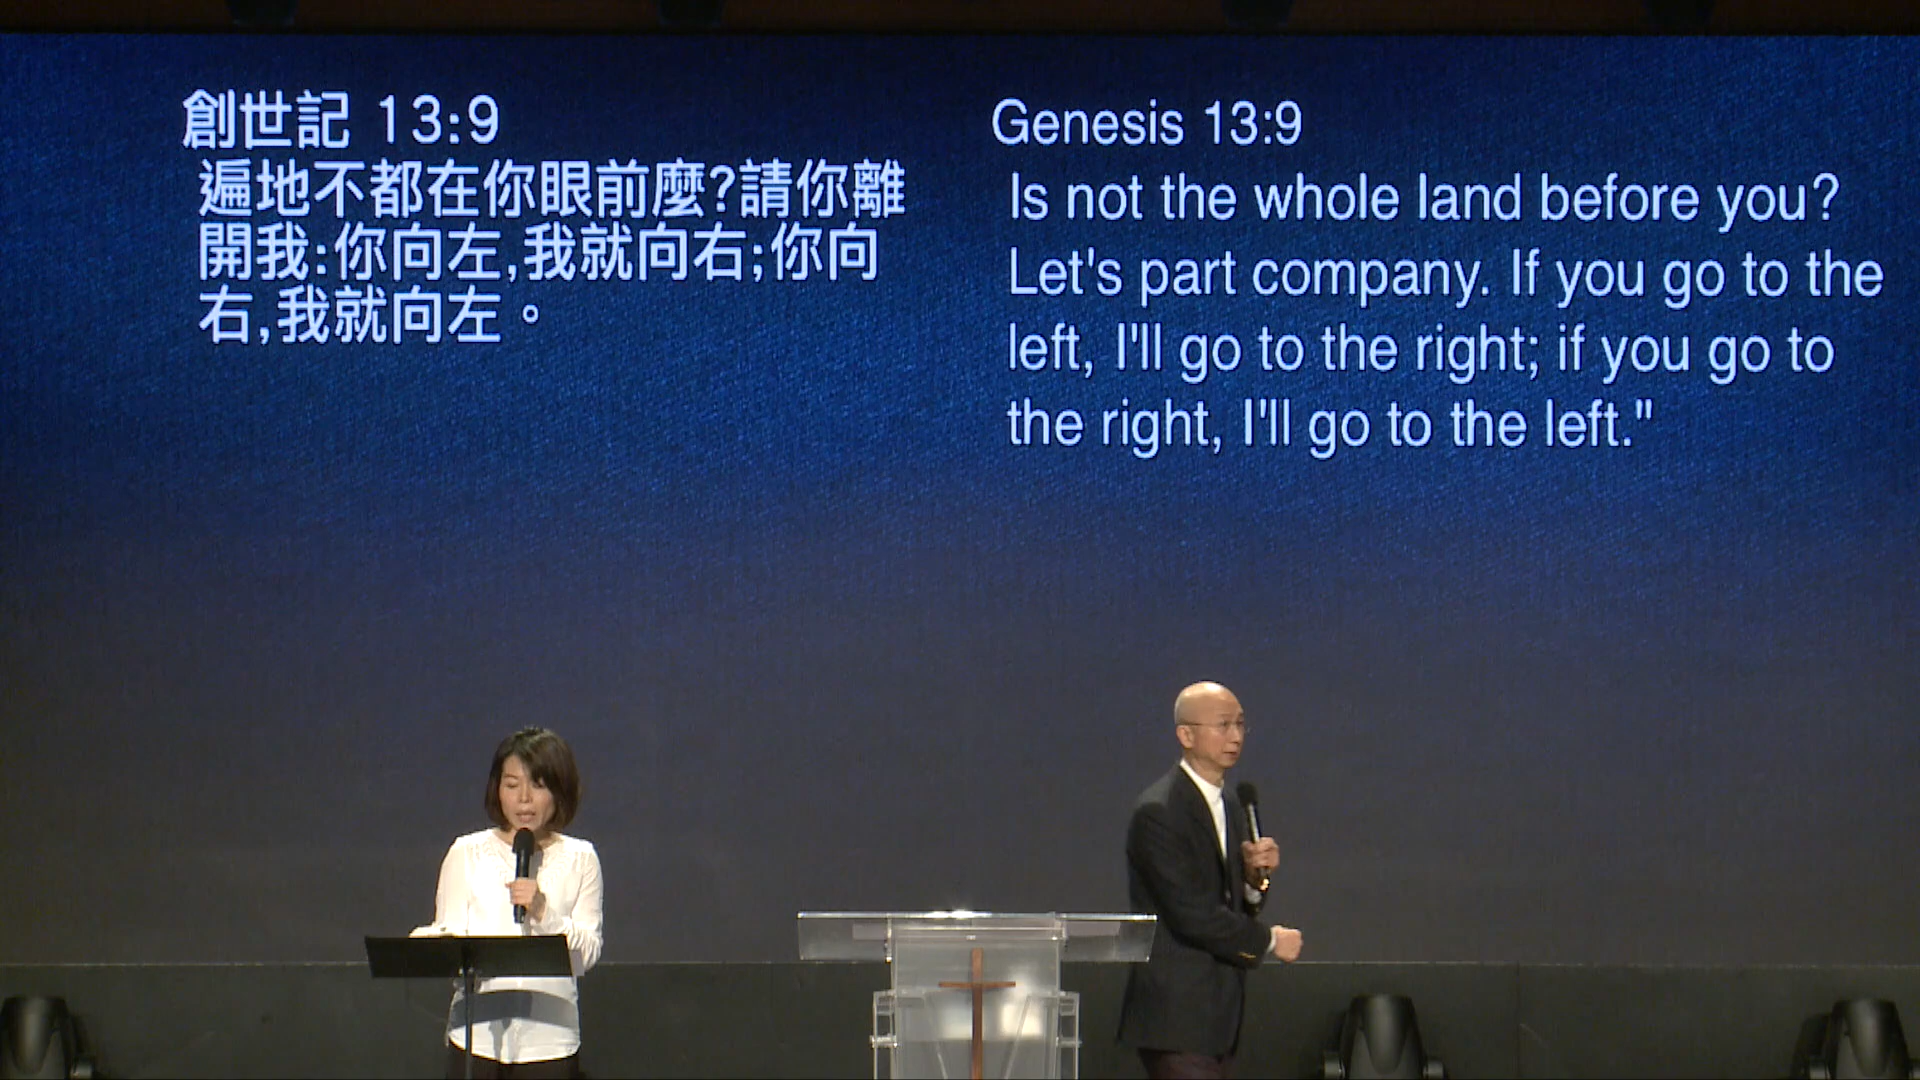 創世記 13:9
遍地不都在你眼前麼?請你離
開我:你向左,我就向右;你向
右,我就向左。
Genesis 13:9
Is not the whole land before you?
Let's part company. If you go to the
left, I'll go to the right; if you go to
the right, I'll go to the left."